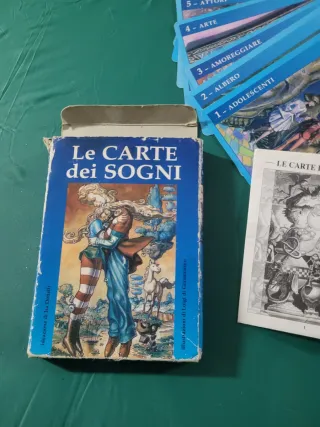 5 - ATTORI
4 - ARTE
3 - AMOREGGIARE
2 - ALBERO
1 - ADOLESCENTI
Le CARTE
dei SOGNI
LE CARTE